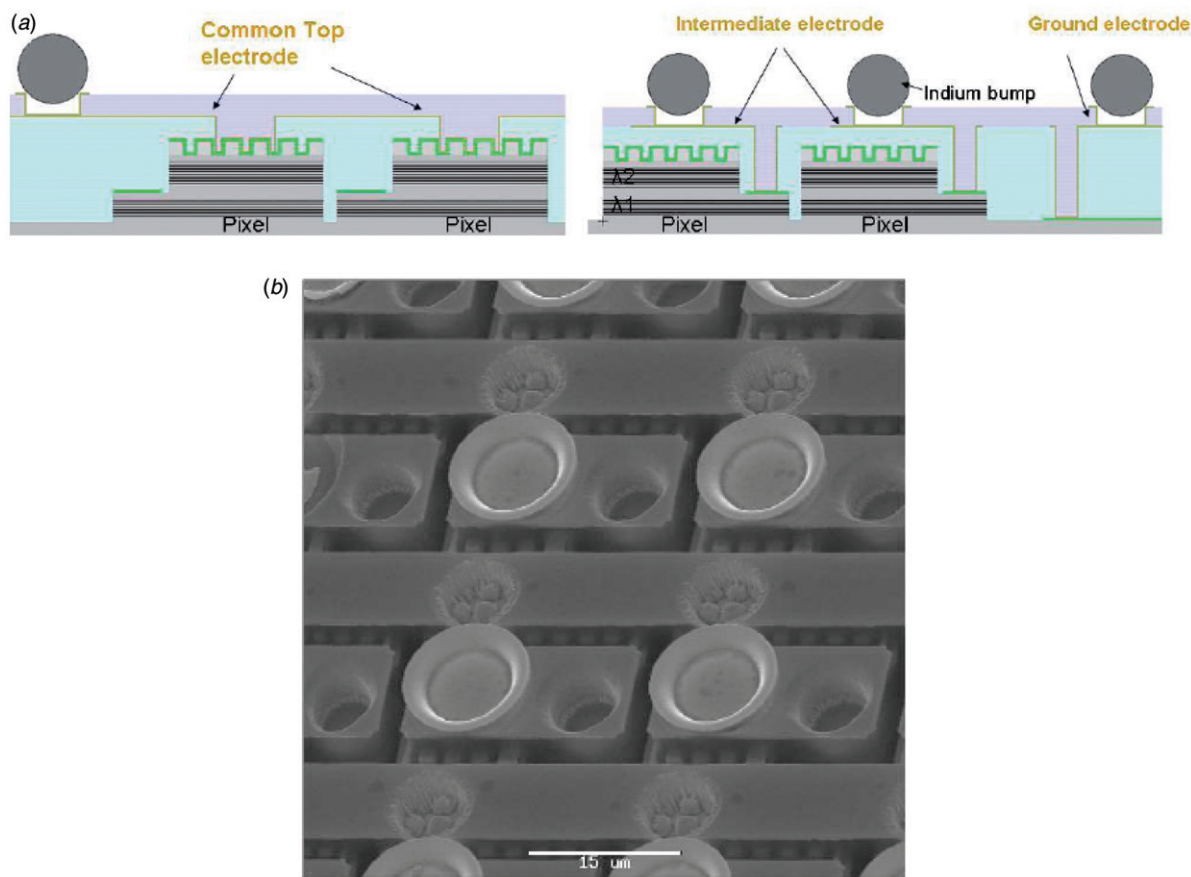 (a)
Common Top
electrode
Intermediate electrode
Ground electrode
Indium bump
λ2
λ1
Pixel Pixel
Pixel Pixel
(b)
15 um